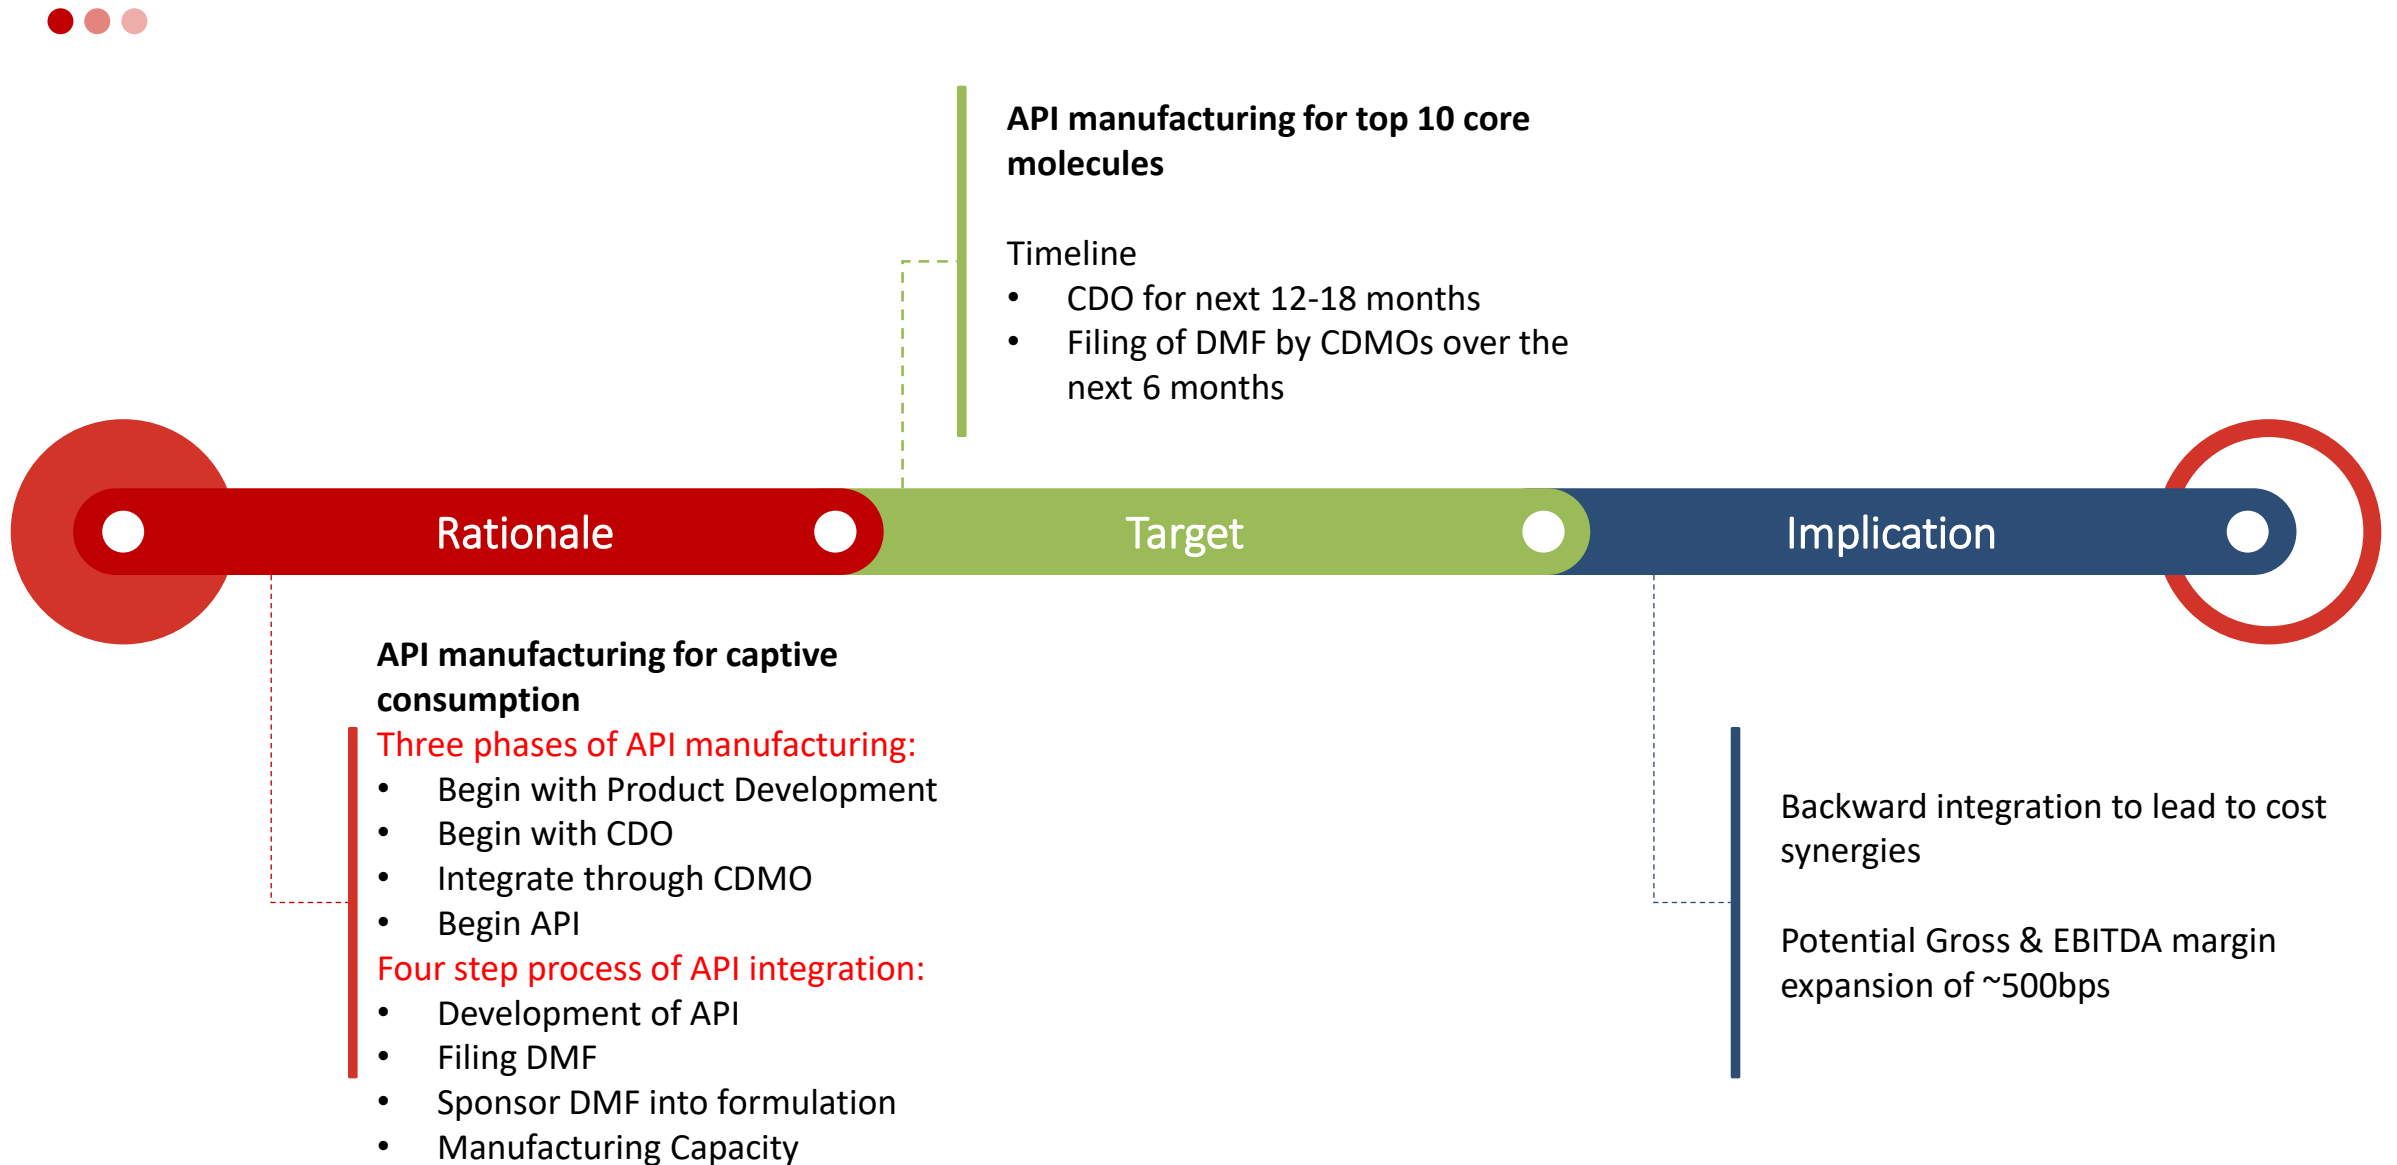 API manufacturing for top 10 core
molecules
Timeline
• CDO for next 12-18 months
• Filing of DMF by CDMOs over the
next 6 months
Rationale
Target
Implication
API manufacturing for captive
consumption
Three phases of API manufacturing:
• Begin with Product Development
• Begin with CDO
• Integrate through CDMO
• Begin API
Four step process of API integration:
• Development of API
• Filing DMF
• Sponsor DMF into formulation
• Manufacturing Capacity
Backward integration to lead to cost
synergies
Potential Gross & EBITDA margin
expansion of ~500bps